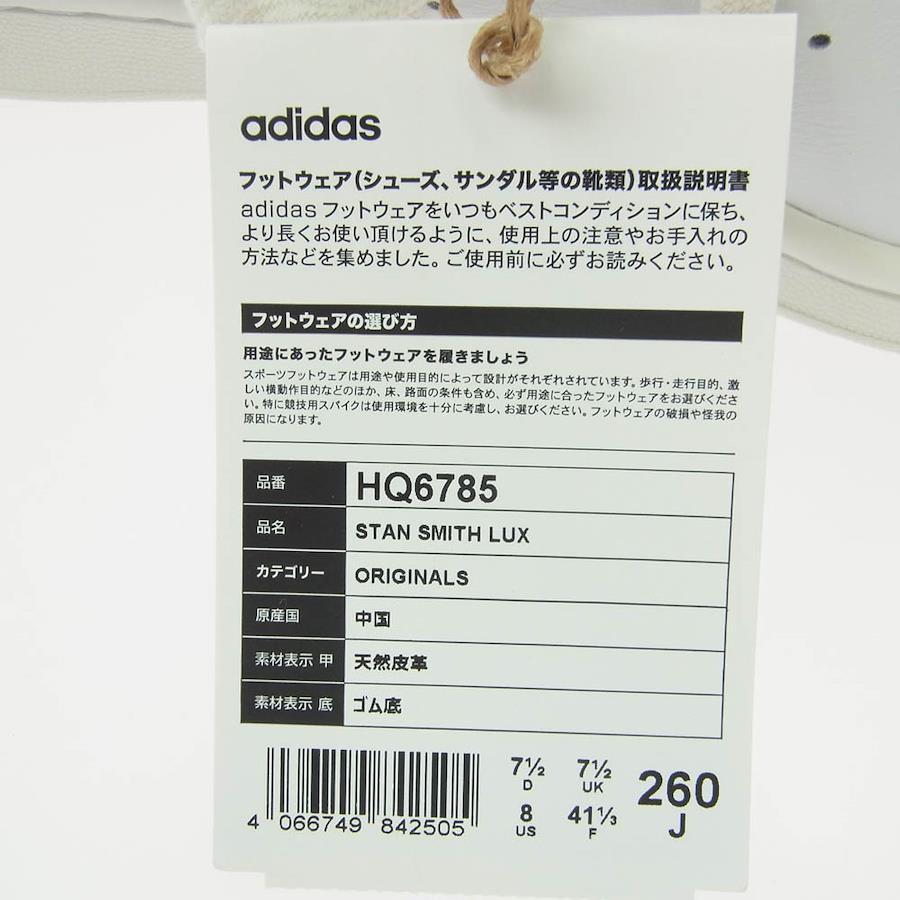 adidas
フットウェア(シューズ、サンダル等の靴類)取扱説明書
adidas フットウェアをいつもベストコンディションに保ち、
より長くお使い頂けるように、使用上の注意やお手入れの
方法などを集めました。ご使用前に必ずお読みください。
フットウェアの選び方
用途にあったフットウェアを履きましょう
スポーツフットウェアは用途や使用目的によって設計がそれぞれされています。歩行・走行目的、激
しい横動作目的などのほか、床、路面の条件も含め、必ず用途に合ったフットウェアをお選びくださ
い。特に競技用スパイクは使用環境を十分に考慮し、お選びください。フットウェアの破損や怪我の
原因になります。
品番 HQ6785
品名 STAN SMITH LUX
カテゴリー ORIGINALS
原産国 中国
素材表示 甲 天然皮革
素材表示 底 ゴム底
7½ 7½ 260
D UK J
8 41⅓
US F
4 066749 842505